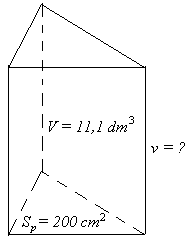 V = 11,1 dm³
v = ?
Sₚ = 200 cm²